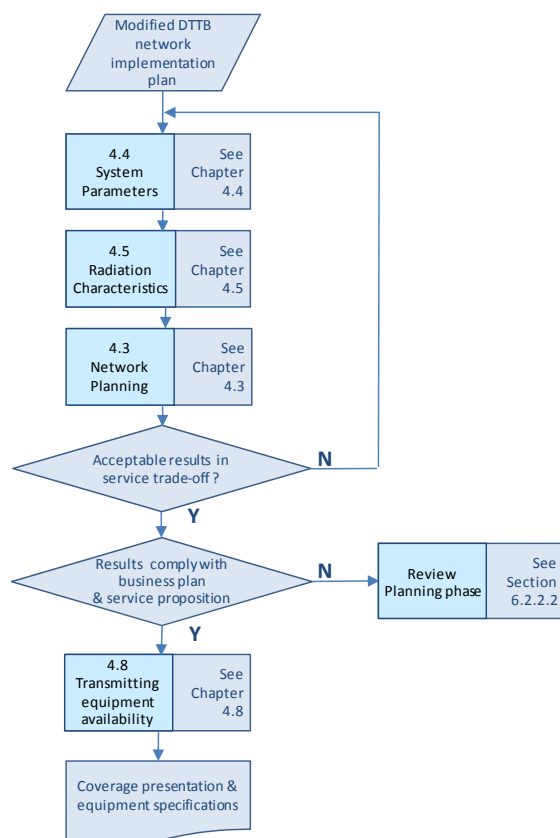 Modified DTTB
network
implementation
plan
4.4
System
Parameters
See
Chapter
4.4
4.5
Radiation
Characteristics
See
Chapter
4.5
4.3
Network
Planning
See
Chapter
4.3
Acceptable results in
service trade-off ?
N
Y
Results comply with
business plan
& service proposition
N
Review
Planning phase
See
Section
6.2.2.2
Y
4.8
Transmitting
equipment
availability
See
Chapter
4.8
Coverage presentation &
equipment specifications